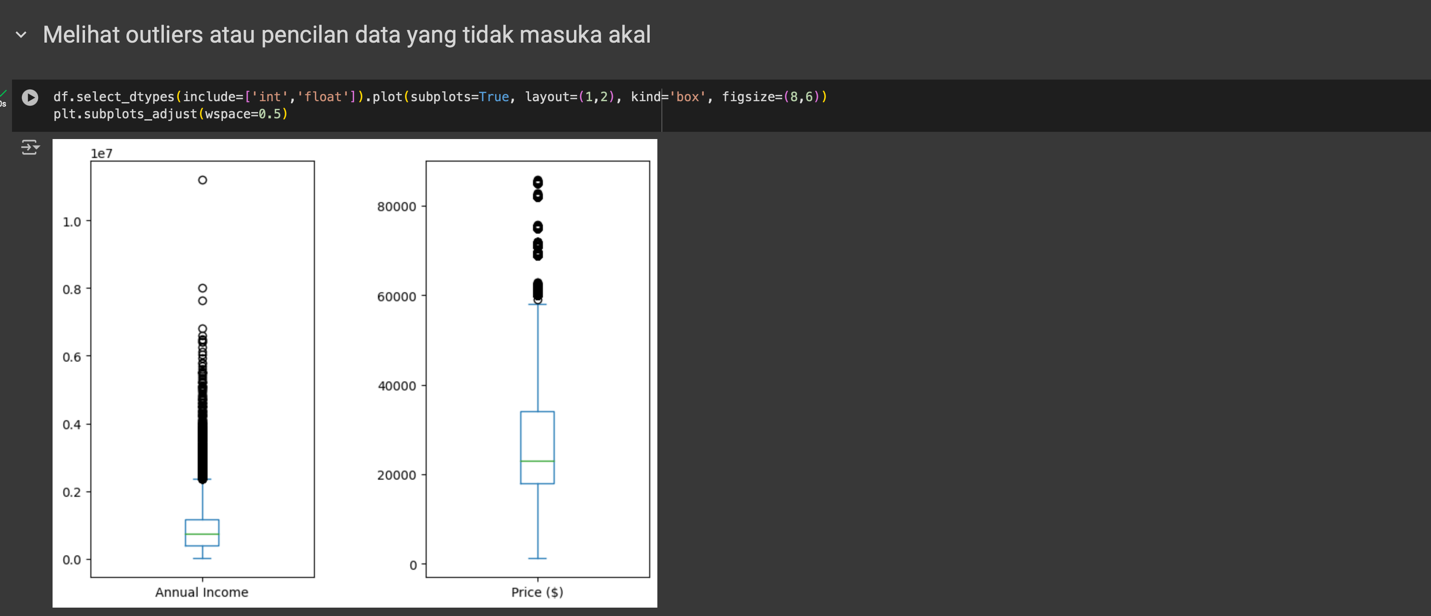 Melihat outliers atau pencilan data yang tidak masuka akal
0s
df.select_dtypes(include=['int','float']).plot(subplots=True, layout=(1,2), kind='box', figsize=(8,6))
plt.subplots_adjust(wspace=0.5)
1e7
1.0
0.8
0.6
0.4
0.2
0.0
Annual Income
80000
60000
40000
20000
0
Price ($)